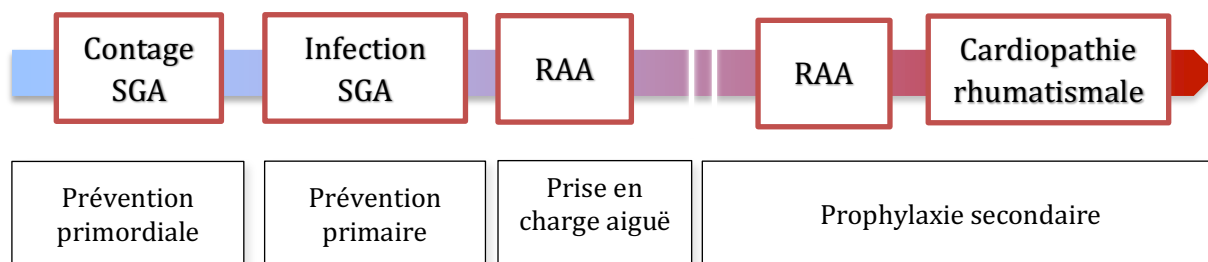 Contage
SGA
Infection
SGA
RAA
RAA
Cardiopathie
rhumatismale
Prévention
primordiale
Prévention
primaire
Prise en
charge aiguë
Prophylaxie secondaire